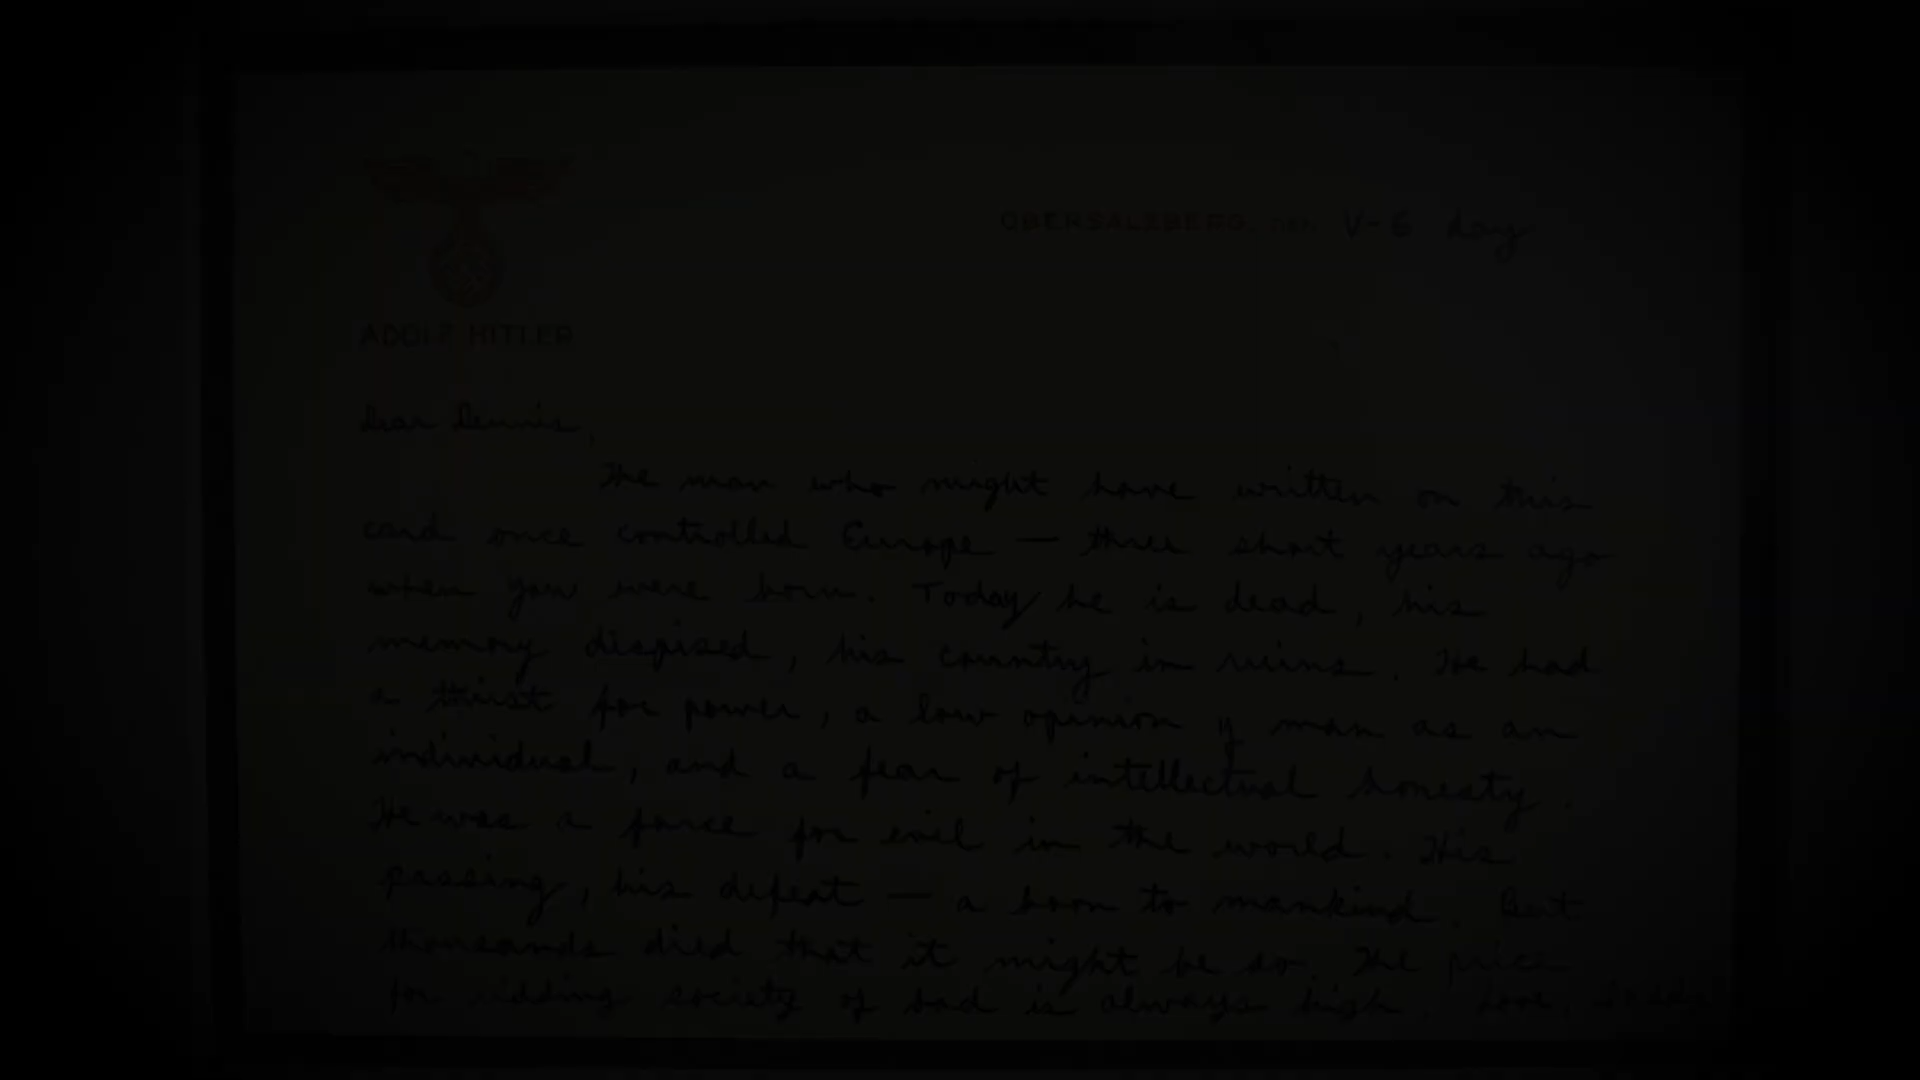 OBERSALZBERG, den V-E day
ADOLF HITLER
Dear Dennis,
The man who might have written on this
card once controlled Europe — three short years ago
when you were born. Today he is dead, his
memory despised, his country in ruins. He had
a thirst for power, a low opinion of man as an
individual, and a fear of intellectual honesty.
He was a force for evil in the world. His
passing, his defeat — a boon to mankind. But
thousands died that it might be so. The price
for ridding society of bad is always high. Love, Daddy